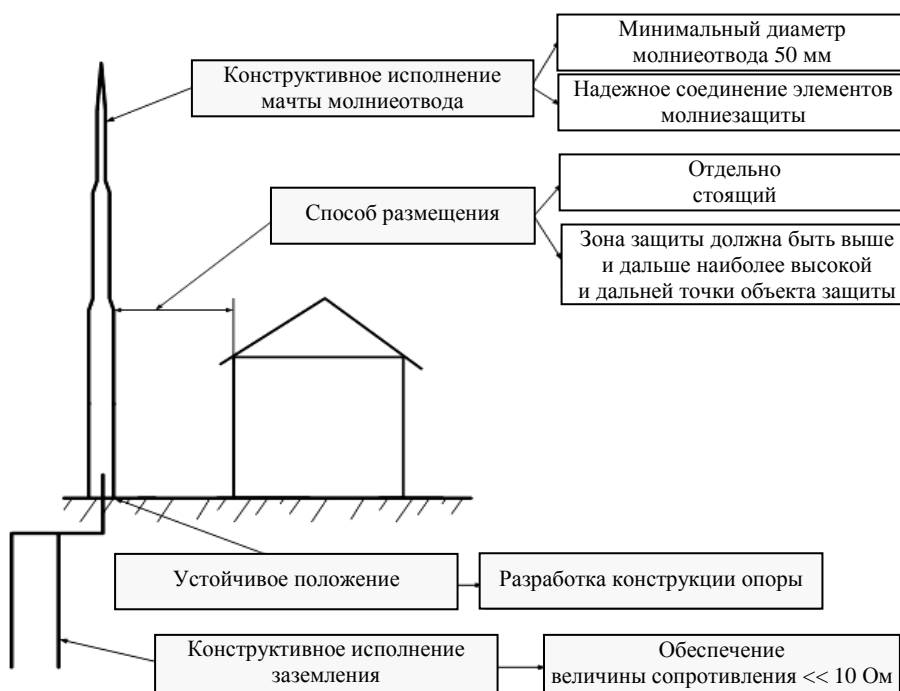 Минимальный диаметр
молниеотвода 50 мм
Конструктивное исполнение
мачты молниеотвода
Надежное соединение элементов
молниезащиты
Отдельно
стоящий
Способ размещения
Зона защиты должна быть выше
и дальше наиболее высокой
и дальней точки объекта защиты
Устойчивое положение
Разработка конструкции опоры
Конструктивное исполнение
заземления
Обеспечение
величины сопротивления << 10 Ом